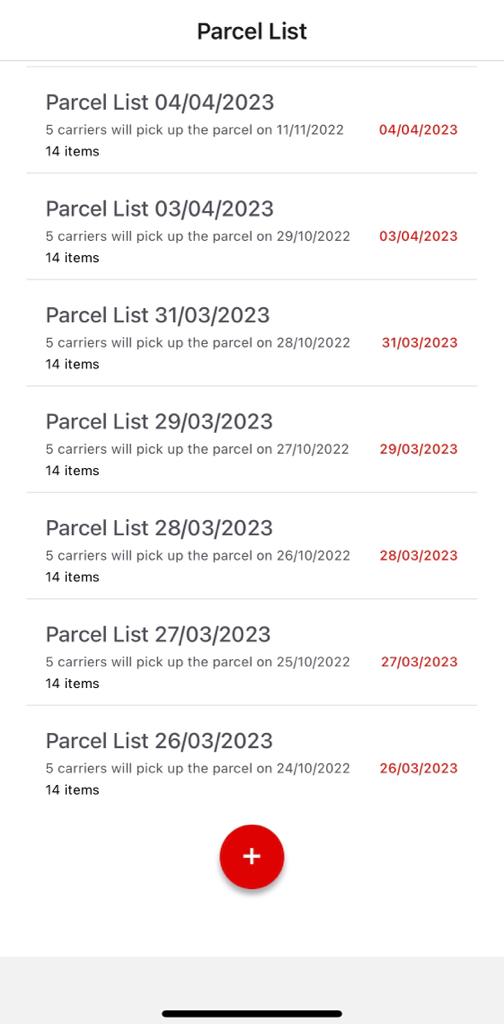 Parcel List
Parcel List 04/04/2023
5 carriers will pick up the parcel on 11/11/2022 04/04/2023
14 items
Parcel List 03/04/2023
5 carriers will pick up the parcel on 29/10/2022 03/04/2023
14 items
Parcel List 31/03/2023
5 carriers will pick up the parcel on 28/10/2022 31/03/2023
14 items
Parcel List 29/03/2023
5 carriers will pick up the parcel on 27/10/2022 29/03/2023
14 items
Parcel List 28/03/2023
5 carriers will pick up the parcel on 26/10/2022 28/03/2023
14 items
Parcel List 27/03/2023
5 carriers will pick up the parcel on 25/10/2022 27/03/2023
14 items
Parcel List 26/03/2023
5 carriers will pick up the parcel on 24/10/2022 26/03/2023
14 items
+